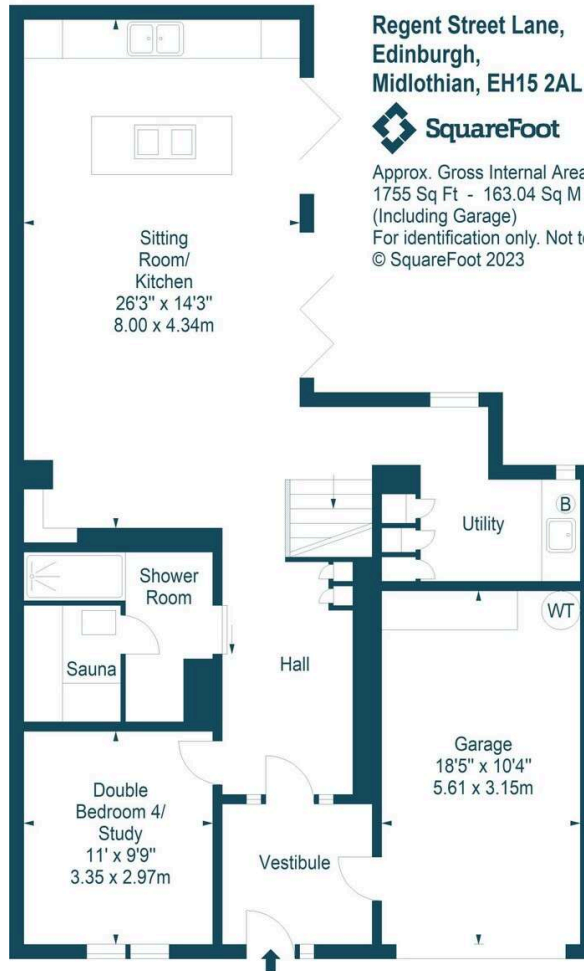 Regent Street Lane,
Edinburgh,
Midlothian, EH15 2AL
SquareFoot
Approx. Gross Internal Area
1755 Sq Ft - 163.04 Sq M
(Including Garage)
For identification only. Not to
© SquareFoot 2023
Sitting
Room/
Kitchen
26'3" x 14'3"
8.00 x 4.34m
Utility
B
Shower
Room
WT
Sauna
Hall
Garage
18'5" x 10'4"
5.61 x 3.15m
Double
Bedroom 4/
Study
11' x 9'9"
3.35 x 2.97m
Vestibule